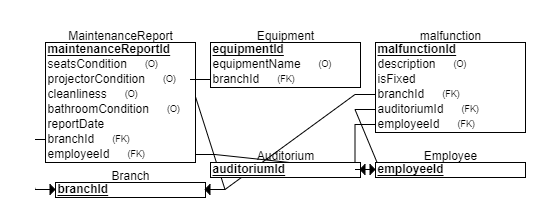 MaintenanceReport
maintenanceReportId
seatsCondition (O)
projectorCondition (O)
cleanliness (O)
bathroomCondition (O)
reportDate
branchId (FK)
employeeId (FK)
Equipment
equipmentId
equipmentName (O)
branchId (FK)
malfunction
malfunctionId
description (O)
isFixed
branchId (FK)
auditoriumId (FK)
employeeId (FK)
Branch
branchId
Auditorium
auditoriumId
Employee
employeeId